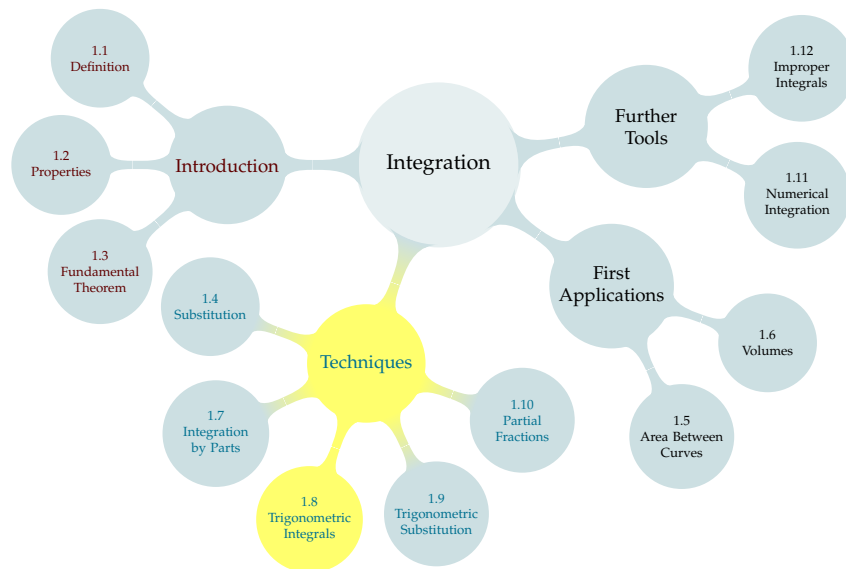 1.1
Definition
1.2
Properties
1.3
Fundamental
Theorem
Introduction
Integration
Further
Tools
1.12
Improper
Integrals
1.11
Numerical
Integration
First
Applications
1.6
Volumes
1.5
Area Between
Curves
Techniques
1.4
Substitution
1.7
Integration
by Parts
1.8
Trigonometric
Integrals
1.9
Trigonometric
Substitution
1.10
Partial
Fractions